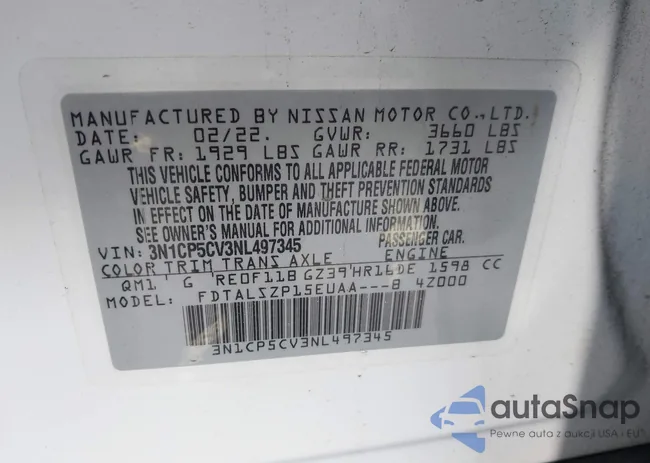 MANUFACTURED BY NISSAN MOTOR CO.,LTD.
DATE: 02/22. GVWR: 3660 LBS
GAWR FR: 1929 LBS GAWR RR: 1731 LBS
THIS VEHICLE CONFORMS TO ALL APPLICABLE FEDERAL MOTOR
VEHICLE SAFETY, BUMPER AND THEFT PREVENTION STANDARDS
IN EFFECT ON THE DATE OF MANUFACTURE SHOWN ABOVE.
SEE OWNER'S MANUAL FOR ADDITIONAL INFORMATION.
VIN: 3N1CP5CV3NL497345 PASSENGER CAR.
COLOR TRIM TRANS AXLE ENGINE
QM1 G RE0F11B GZ39 HR16DE 1598 CC
MODEL: FDTALSZP15EUAA---B 4Z000
3N1CP5CV3NL497345
autaSnap
Pewne auta z aukcji USA - EU